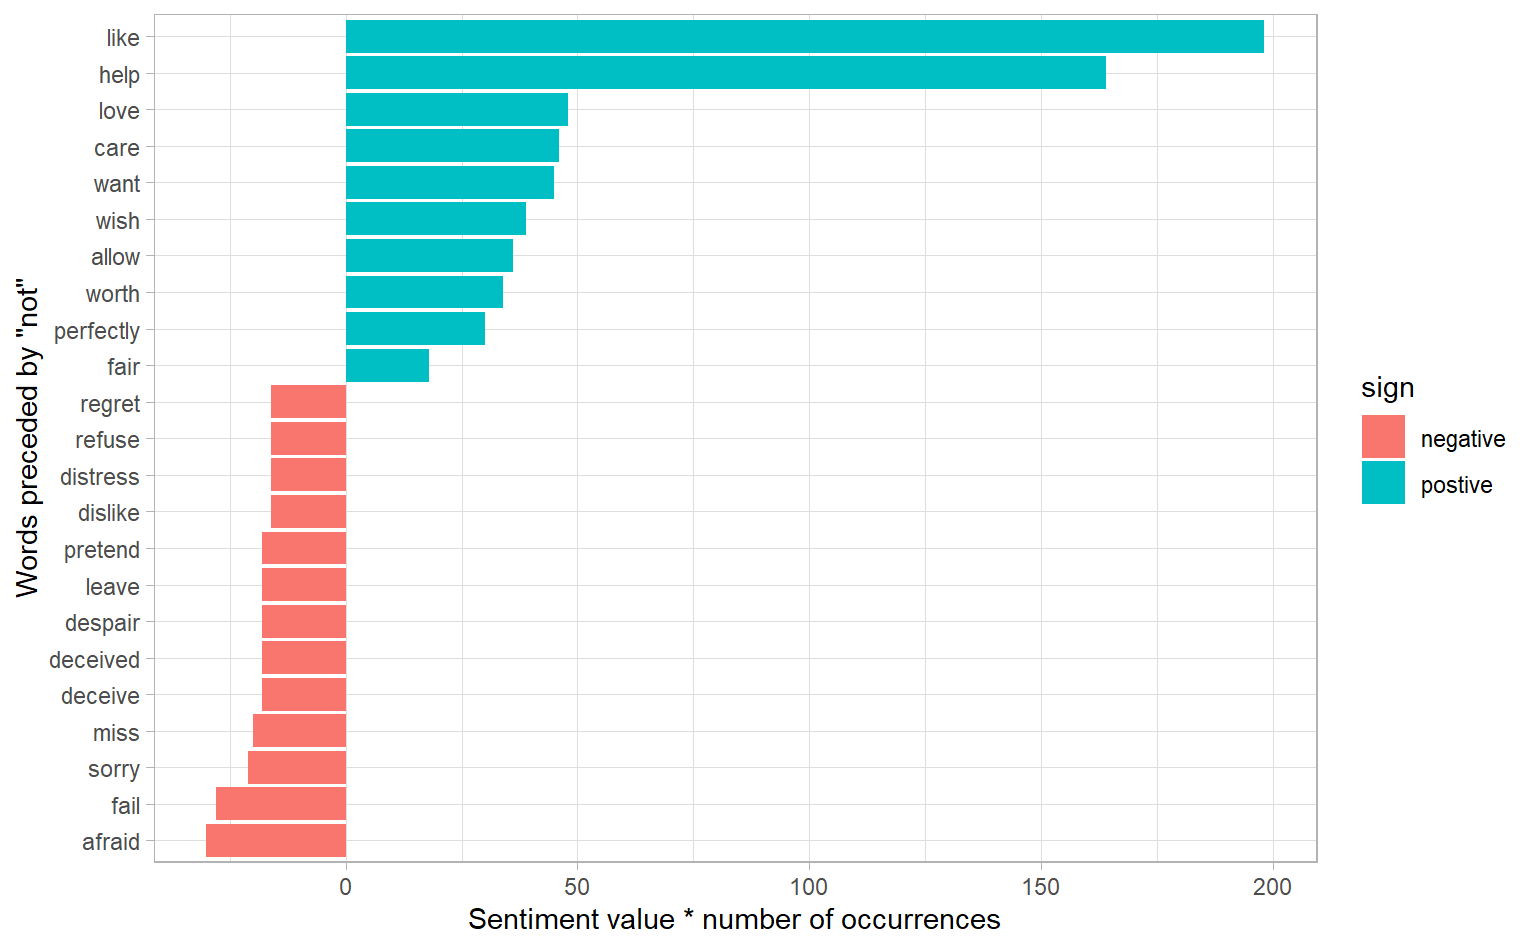 like
help
love
care
want
wish
allow
worth
perfectly
fair
regret
refuse
distress
dislike
pretend
leave
despair
deceived
deceive
miss
sorry
fail
afraid
Words preceded by "not"
0 50 100 150 200
Sentiment value * number of occurrences
sign
negative
postive